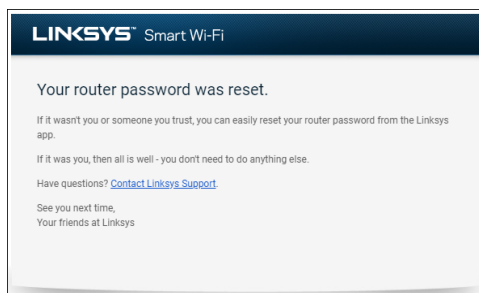 LINKSYS™ Smart Wi-Fi
Your router password was reset.
If it wasn't you or someone you trust, you can easily reset your router password from the Linksys
app.
If it was you, then all is well - you don't need to do anything else.
Have questions? Contact Linksys Support.
See you next time,
Your friends at Linksys